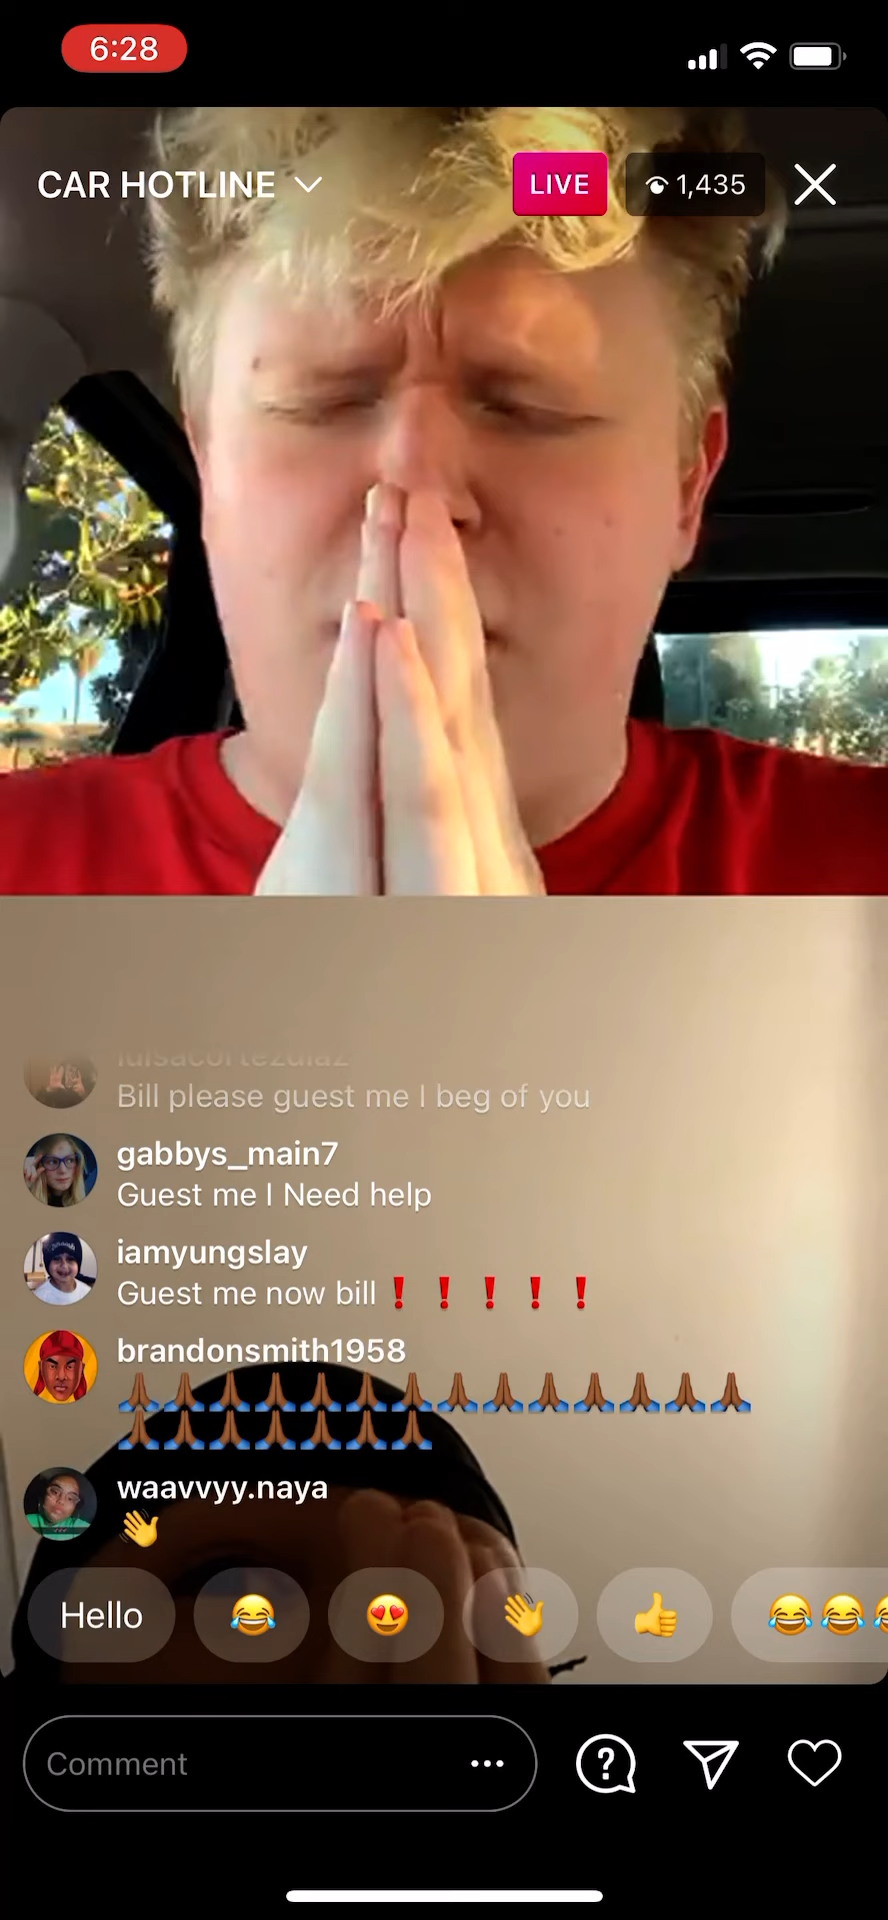 6:28
CAR HOTLINE
LIVE
1,435
luisacortezdiaz
Bill please guest me I beg of you
gabbys_main7
Guest me I Need help
iamyungslay
Guest me now bill❗❗❗❗❗
brandonsmith1958
🙏🏾🙏🏾🙏🏾🙏🏾🙏🏾🙏🏾🙏🏾🙏🏾🙏🏾🙏🏾🙏🏾🙏🏾🙏🏾🙏🏾
🙏🏾🙏🏾🙏🏾🙏🏾🙏🏾🙏🏾🙏🏾
waavvyy.naya
👋
Hello 😂 😍 👋 👍 😂😂
Comment